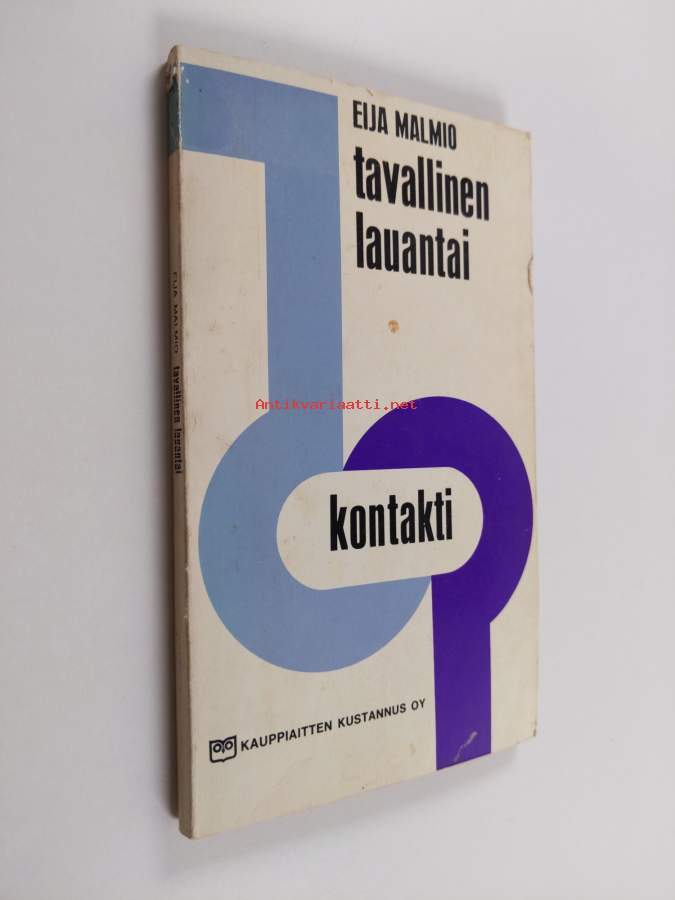 EIJA MALMIO
tavallinen
lauantai
Antikvariaatti.net
kontakti
KAUPPIAITTEN KUSTANNUS OY
EIJA MALMIO tavallinen lauantai